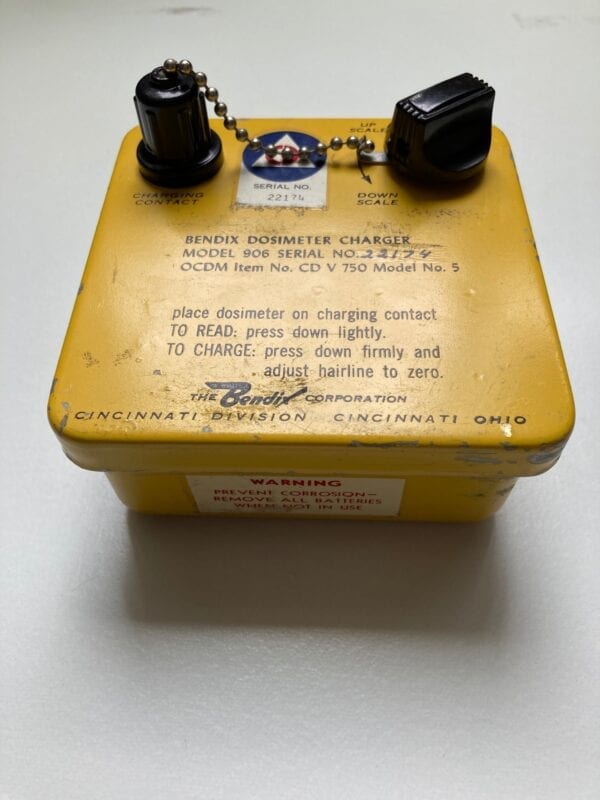 UP
SCALE
CD
SERIAL NO.
22174
CHARGING
CONTACT
DOWN
SCALE
BENDIX DOSIMETER CHARGER
MODEL 906 SERIAL NO. 22174
OCDM Item No. CD V 750 Model No. 5
place dosimeter on charging contact
TO READ: press down lightly.
TO CHARGE: press down firmly and
adjust hairline to zero.
THE Bendix CORPORATION
CINCINNATI DIVISION CINCINNATI OHIO
WARNING
PREVENT CORROSION—
REMOVE ALL BATTERIES
WHEN NOT IN USE